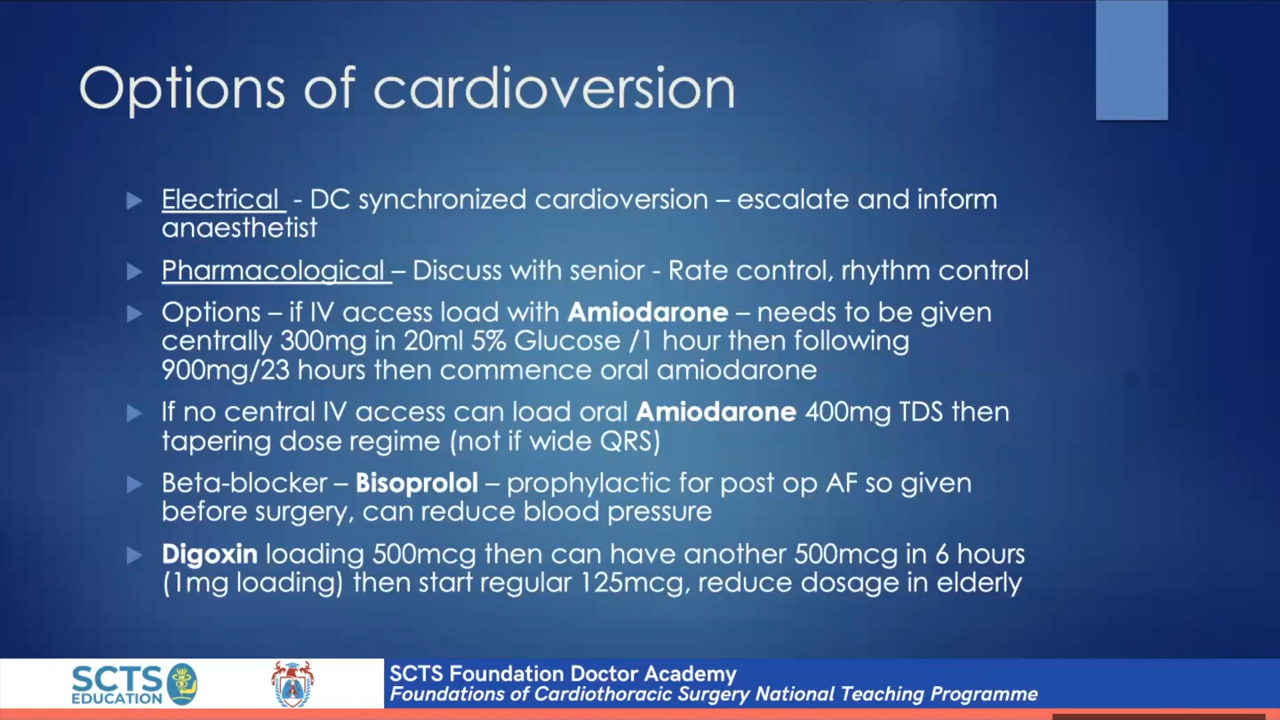 Options of cardioversion
Electrical - DC synchronized cardioversion – escalate and inform
anaesthetist
Pharmacological – Discuss with senior - Rate control, rhythm control
Options – if IV access load with Amiodarone – needs to be given
centrally 300mg in 20ml 5% Glucose /1 hour then following
900mg/23 hours then commence oral amiodarone
If no central IV access can load oral Amiodarone 400mg TDS then
tapering dose regime (not if wide QRS)
Beta-blocker – Bisoprolol – prophylactic for post op AF so given
before surgery, can reduce blood pressure
Digoxin loading 500mcg then can have another 500mcg in 6 hours
(1mg loading) then start regular 125mcg, reduce dosage in elderly
SCTS
EDUCATION
SCTS Foundation Doctor Academy
Foundations of Cardiothoracic Surgery National Teaching Programme